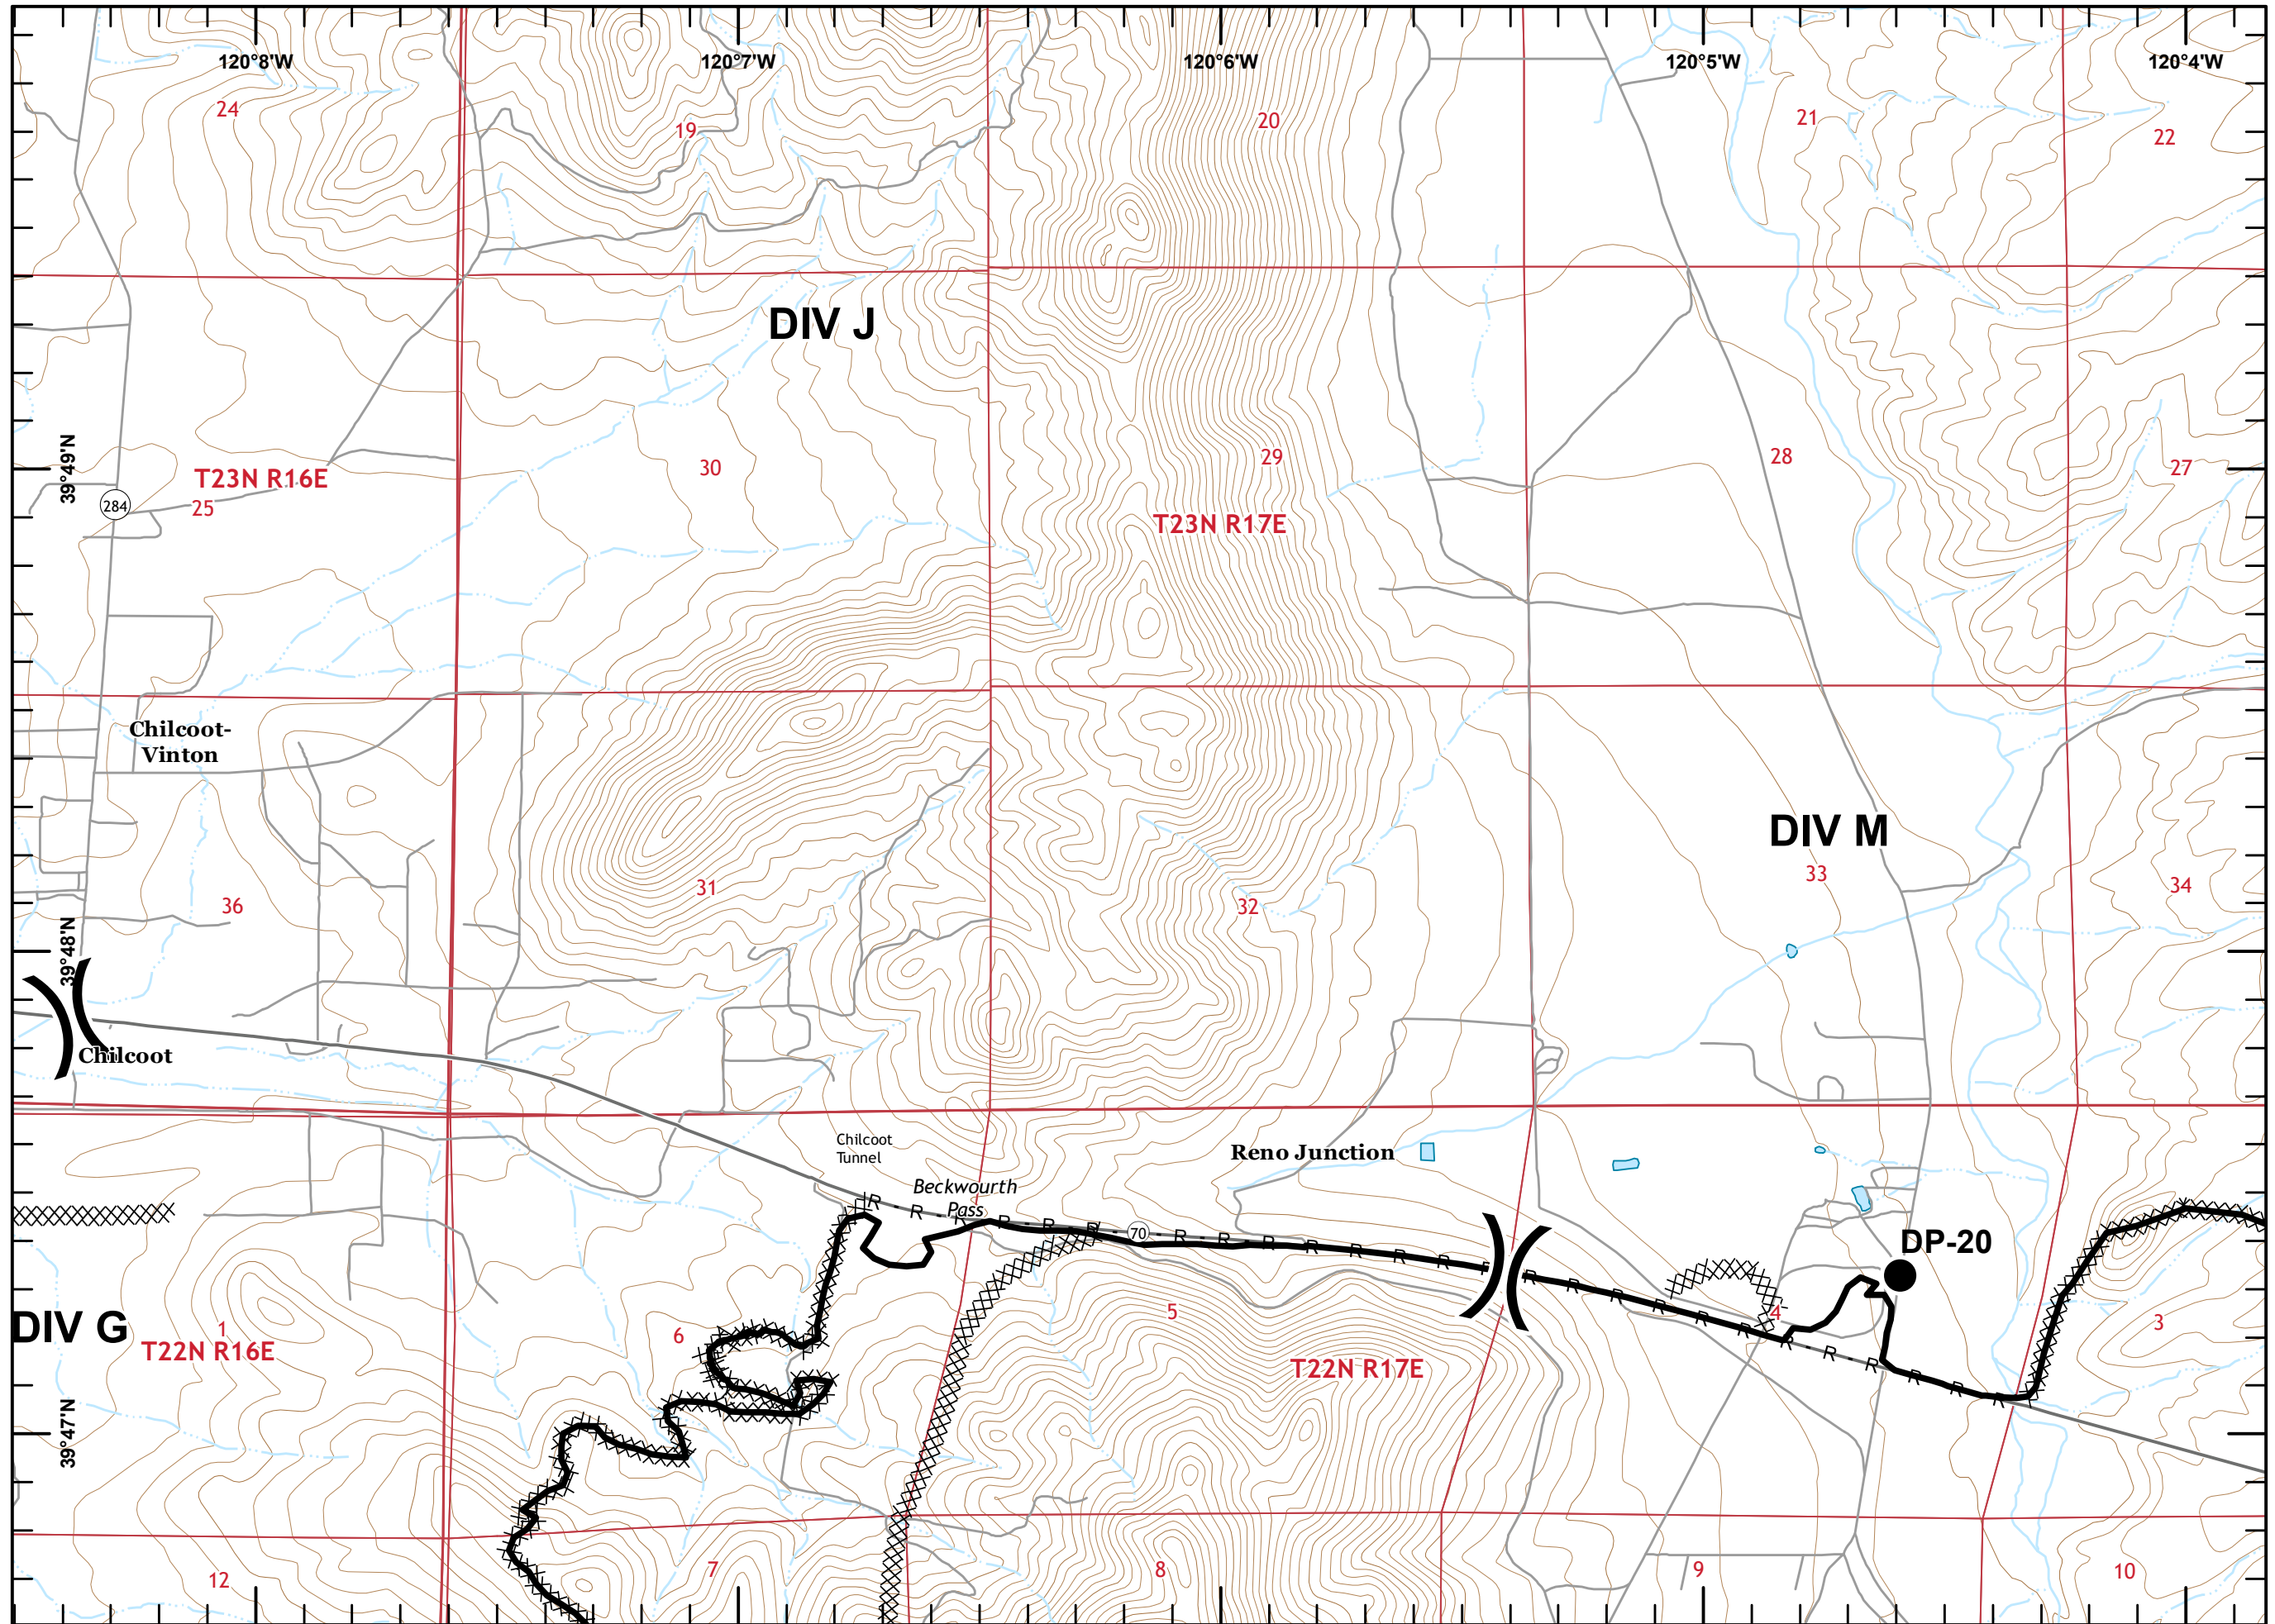 120°8'W
120°7'W
120°6'W
120°5'W
120°4'W
24
19
20
21
22
DIV J
39°49'N
T23N R16E
25
284
30
29
T23N R17E
28
27
Chilcoot-
Vinton
DIV M
33
34
31
32
36
39°48'N
Chilcoot
Chilcoot
Tunnel
Reno Junction
Beckwourth
Pass
R R R R R R 70 R R R R R R R R
R R R R R R R R R R R R
DP-20
DIV G
1
T22N R16E
6
5
4
3
T22N R17E
39°47'N
12
7
8
9
10